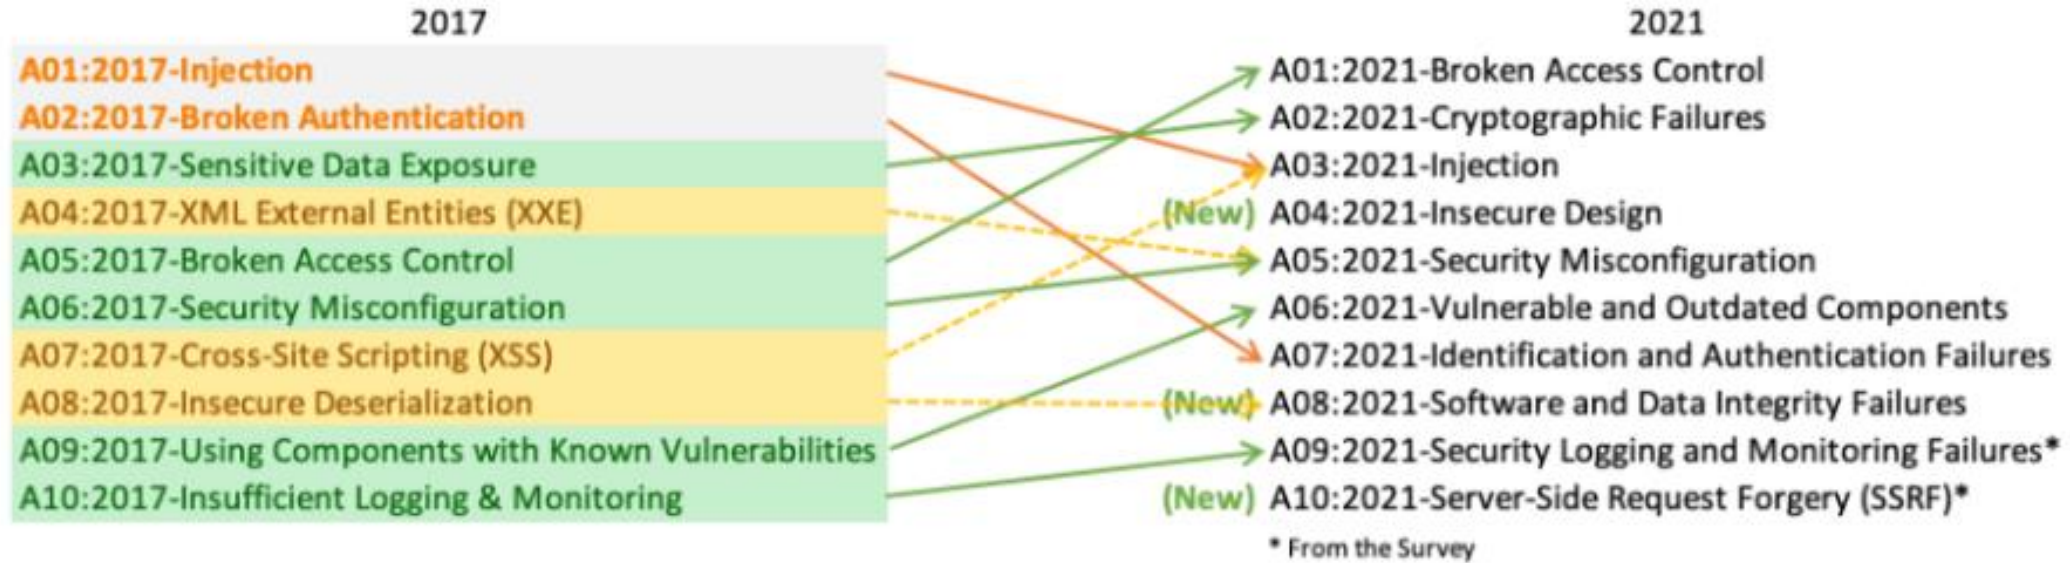 2017
A01:2017-Injection
A02:2017-Broken Authentication
A03:2017-Sensitive Data Exposure
A04:2017-XML External Entities (XXE)
A05:2017-Broken Access Control
A06:2017-Security Misconfiguration
A07:2017-Cross-Site Scripting (XSS)
A08:2017-Insecure Deserialization
A09:2017-Using Components with Known Vulnerabilities
A10:2017-Insufficient Logging & Monitoring
2021
A01:2021-Broken Access Control
A02:2021-Cryptographic Failures
A03:2021-Injection
(New) A04:2021-Insecure Design
A05:2021-Security Misconfiguration
A06:2021-Vulnerable and Outdated Components
A07:2021-Identification and Authentication Failures
(New) A08:2021-Software and Data Integrity Failures
A09:2021-Security Logging and Monitoring Failures*
(New) A10:2021-Server-Side Request Forgery (SSRF)*
* From the Survey